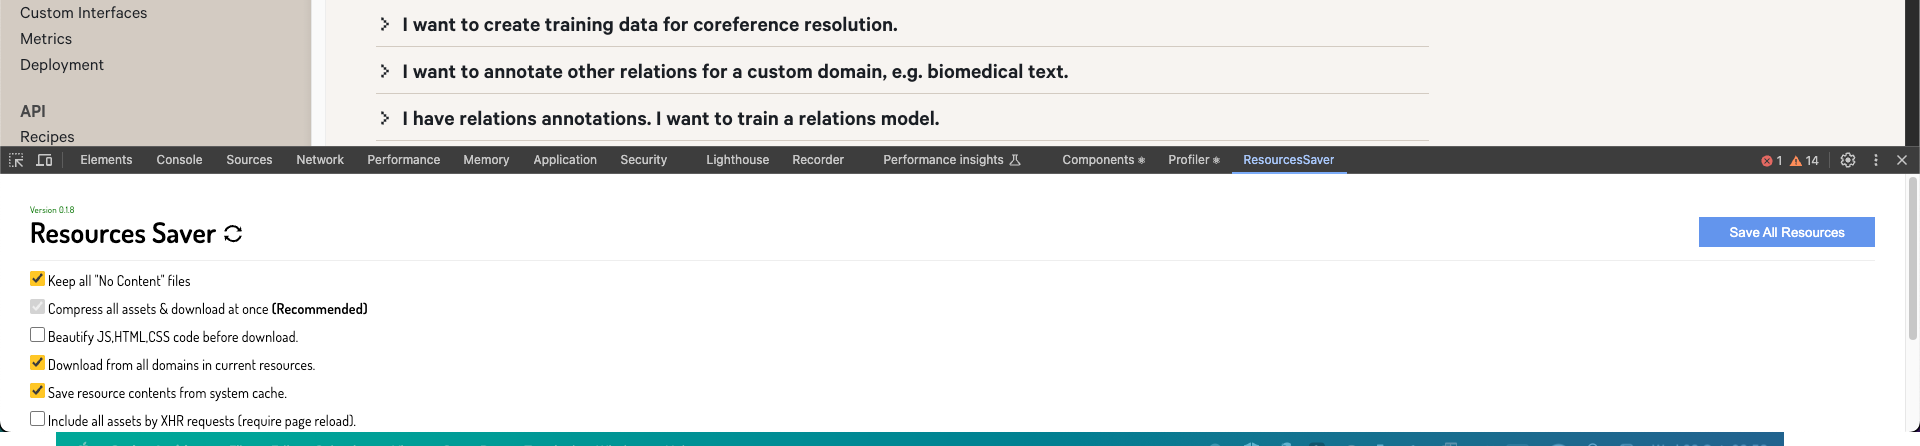 Custom Interfaces
Metrics
Deployment
API
Recipes
I want to create training data for coreference resolution.
I want to annotate other relations for a custom domain, e.g. biomedical text.
I have relations annotations. I want to train a relations model.
Elements Console Sources Network Performance Memory Application Security Lighthouse Recorder Performance insights Components Profiler ResourcesSaver 1 14
Version 0.1.8
Resources Saver
Save All Resources
Keep all "No Content" files
Compress all assets & download at once (Recommended)
Beautify JS,HTML,CSS code before download.
Download from all domains in current resources.
Save resource contents from system cache.
Include all assets by XHR requests (require page reload).